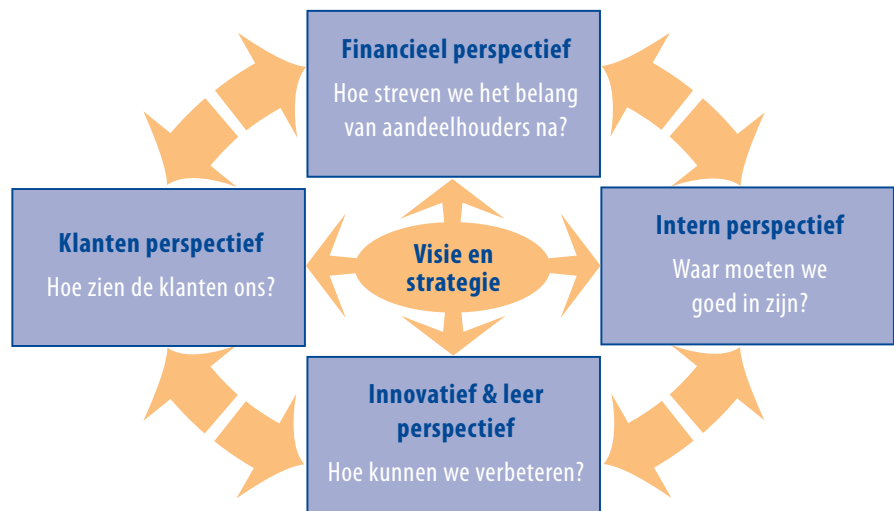 Financieel perspectief
Hoe streven we het belang
van aandeelhouders na?
Klanten perspectief
Hoe zien de klanten ons?
Visie en
strategie
Intern perspectief
Waar moeten we
goed in zijn?
Innovatief & leer
perspectief
Hoe kunnen we verbeteren?